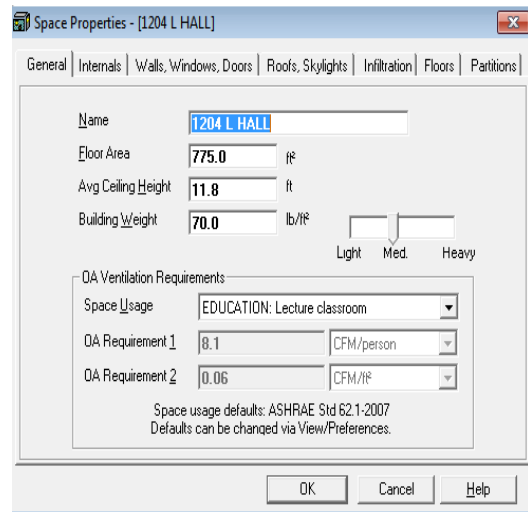 Space Properties - [1204 L HALL]
General Internals Walls, Windows, Doors Roofs, Skylights Infiltration Floors Partitions
Name 1204 L HALL
Floor Area 775.0 ft²
Avg Ceiling Height 11.8 ft
Building Weight 70.0 lb/ft²
Light Med. Heavy
OA Ventilation Requirements
Space Usage EDUCATION: Lecture classroom
OA Requirement 1 8.1 CFM/person
OA Requirement 2 0.06 CFM/ft²
Space usage defaults: ASHRAE Std 62.1-2007
Defaults can be changed via View/Preferences.
OK Cancel Help